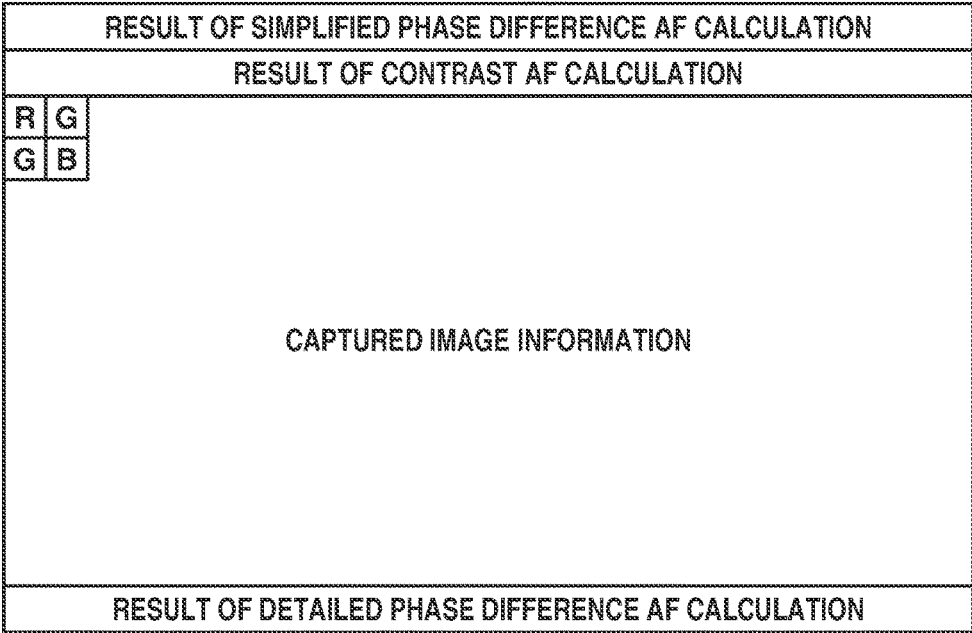 RESULT OF SIMPLIFIED PHASE DIFFERENCE AF CALCULATION
RESULT OF CONTRAST AF CALCULATION
R G
G B
CAPTURED IMAGE INFORMATION
RESULT OF DETAILED PHASE DIFFERENCE AF CALCULATION